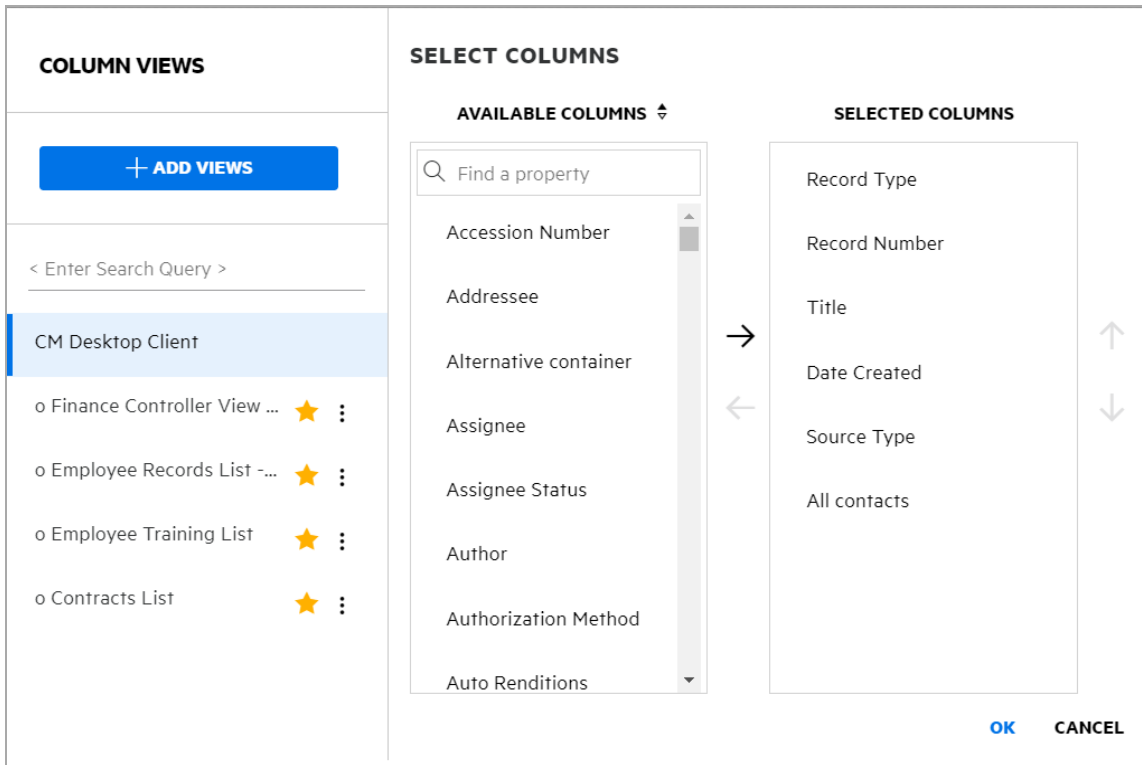 COLUMN VIEWS
+ ADD VIEWS
< Enter Search Query >
CM Desktop Client
o Finance Controller View ...
o Employee Records List -...
o Employee Training List
o Contracts List
SELECT COLUMNS
AVAILABLE COLUMNS
Find a property
Accession Number
Addressee
Alternative container
Assignee
Assignee Status
Author
Authorization Method
Auto Renditions
SELECTED COLUMNS
Record Type
Record Number
Title
Date Created
Source Type
All contacts
OK CANCEL